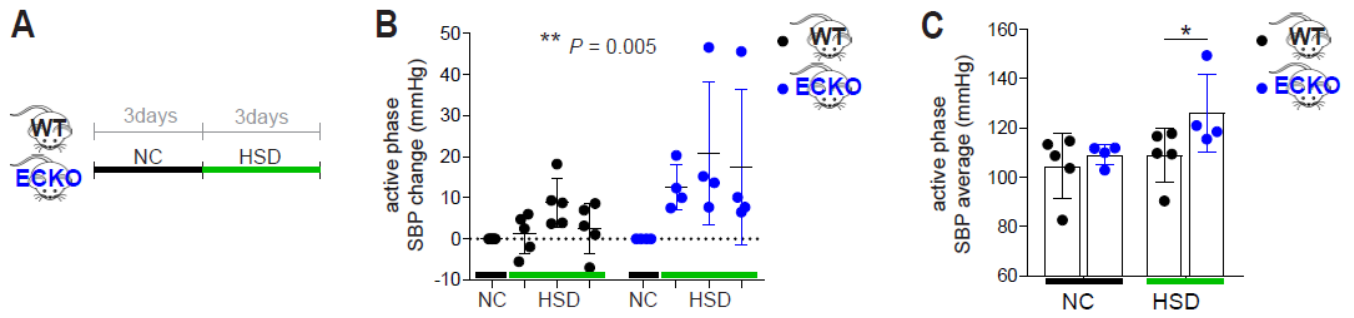 A
WT
ECKO
3days 3days
NC HSD
B
active phase
SBP change (mmHg)
50
40
30
20
10
0
-10
** P = 0.005
NC HSD NC HSD
WT
ECKO
C
active phase
SBP average (mmHg)
160
140
120
100
80
60
*
NC HSD
WT
ECKO